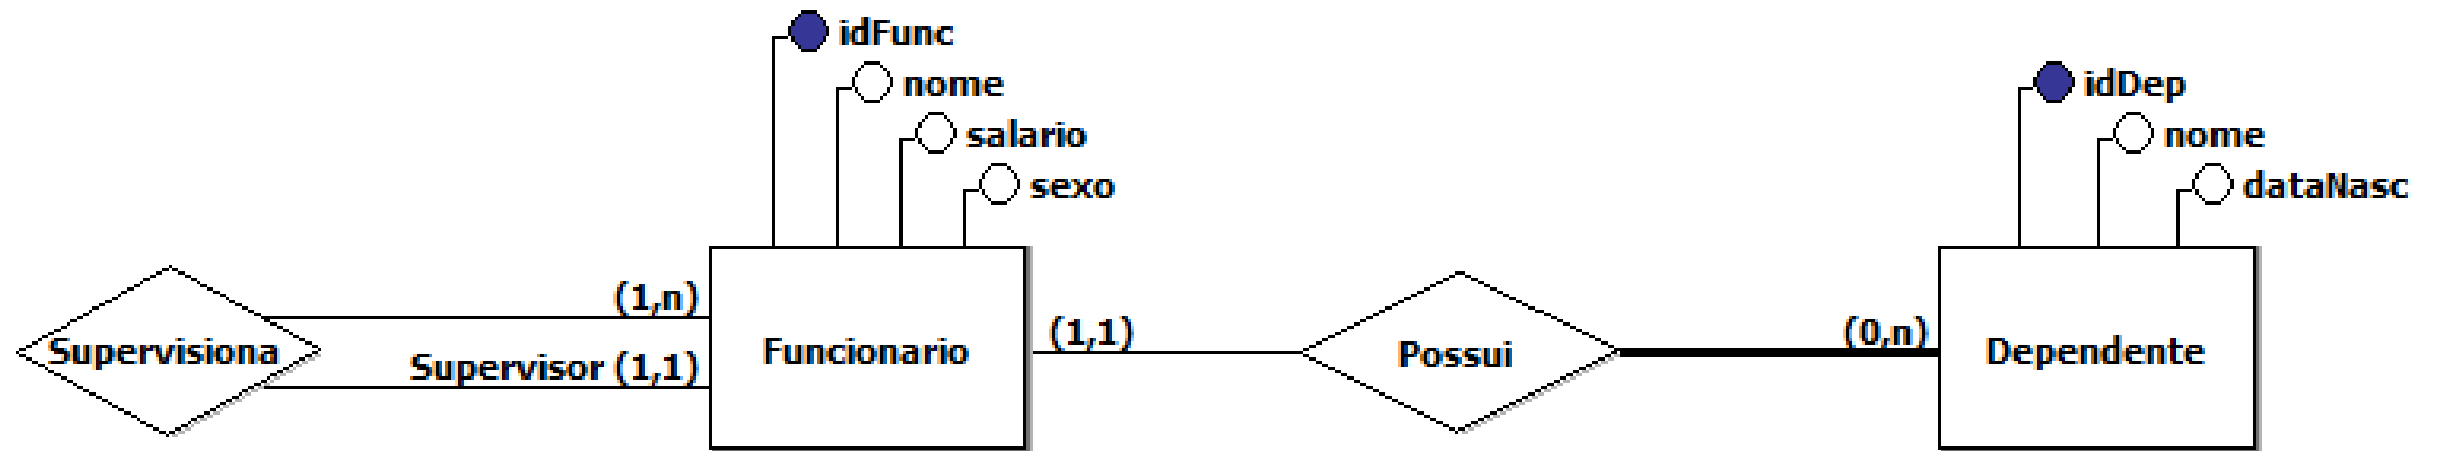 idFunc
nome
salario
sexo
idDep
nome
dataNasc
Supervisiona
(1,n)
Supervisor (1,1)
Funcionario
(1,1)
Possui
(0,n)
Dependente